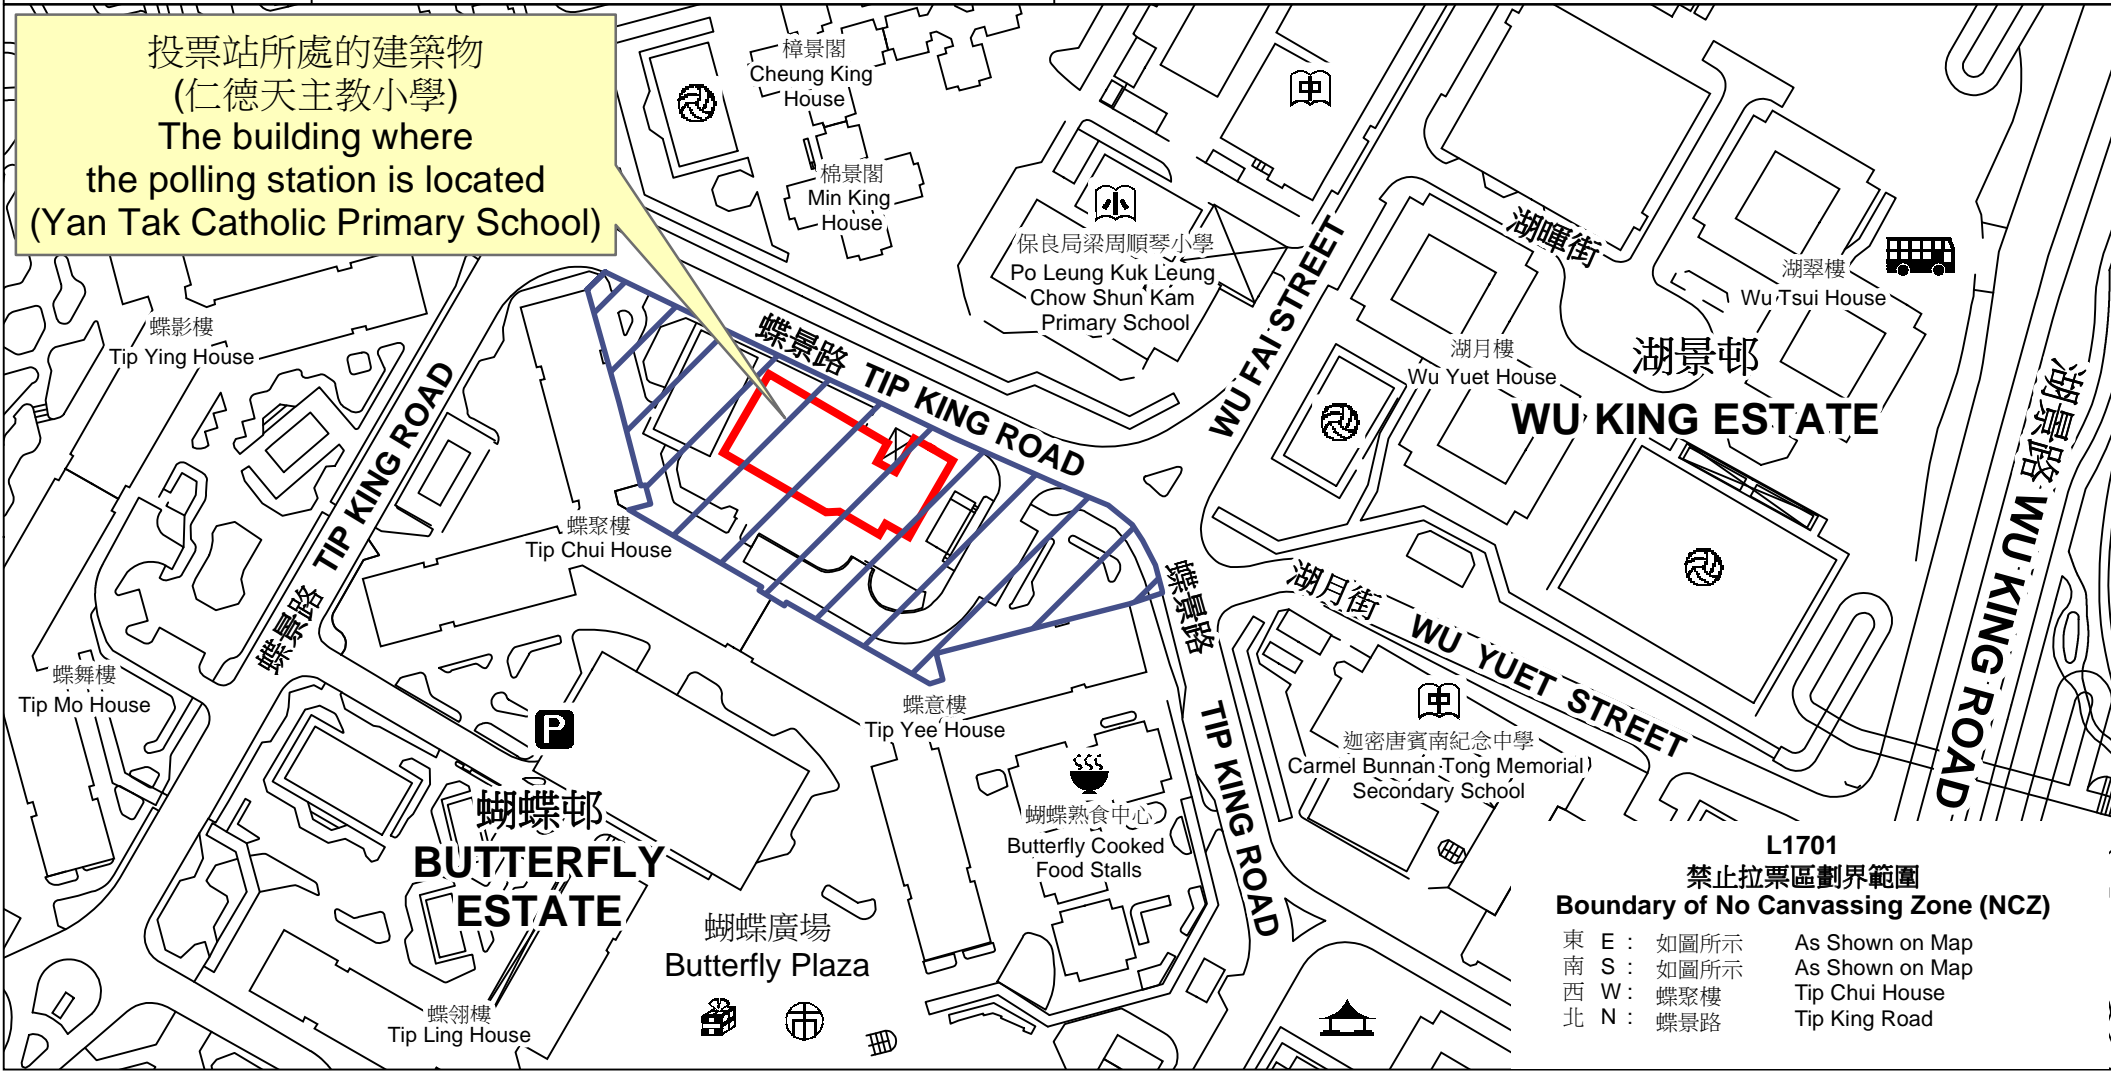 投票站所處的建築物
(仁德天主教小學)
The building where
the polling station is located
(Yan Tak Catholic Primary School)
樟景閣
Cheung King
House
棉景閣
Min King
House
中
小
保良局梁周順琴小學
Po Leung Kuk Leung
Chow Shun Kam
Primary School
WU FAI STREET
湖暉街
湖翠樓
Wu Tsui House
湖月樓
Wu Yuet House
湖景邨
WU KING ESTATE
湖景路 WU KING ROAD
蝶影樓
Tip Ying House
蝶景路 TIP KING ROAD
蝶景路 TIP KING ROAD
蝶聚樓
Tip Chui House
蝶景路 TIP KING ROAD
湖月街 WU YUET STREET
蝶舞樓
Tip Mo House
P
蝶意樓
Tip Yee House
中
迦密唐賓南紀念中學
Carmel Bunnan Tong Memorial
Secondary School
蝴蝶邨
BUTTERFLY
ESTATE
蝴蝶熟食中心
Butterfly Cooked
Food Stalls
蝴蝶廣場
Butterfly Plaza
市
蝶翎樓
Tip Ling House
L1701
禁止拉票區劃界範圍
Boundary of No Canvassing Zone (NCZ)
東 E : 如圖所示 As Shown on Map
南 S : 如圖所示 As Shown on Map
西 W : 蝶聚樓 Tip Chui House
北 N : 蝶景路 Tip King Road